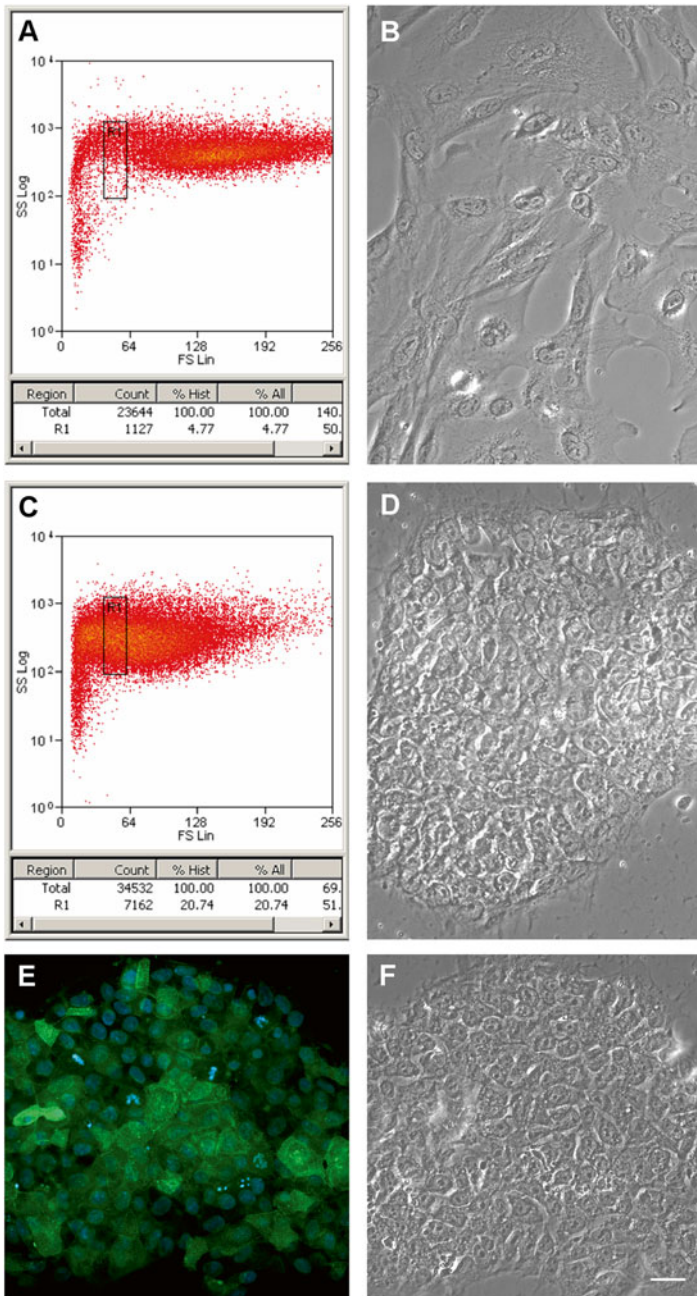 A
B
10⁴
10³
10²
10¹
10⁰
SS Log
R1
0 64 128 192 256
FS Lin
Region Count % Hist % All
Total 23644 100.00 100.00 140.
R1 1127 4.77 4.77 50.
C
D
10⁴
10³
10²
10¹
10⁰
SS Log
R1
0 64 128 192 256
FS Lin
Region Count % Hist % All
Total 34532 100.00 100.00 69.
R1 7162 20.74 20.74 51.
E
F